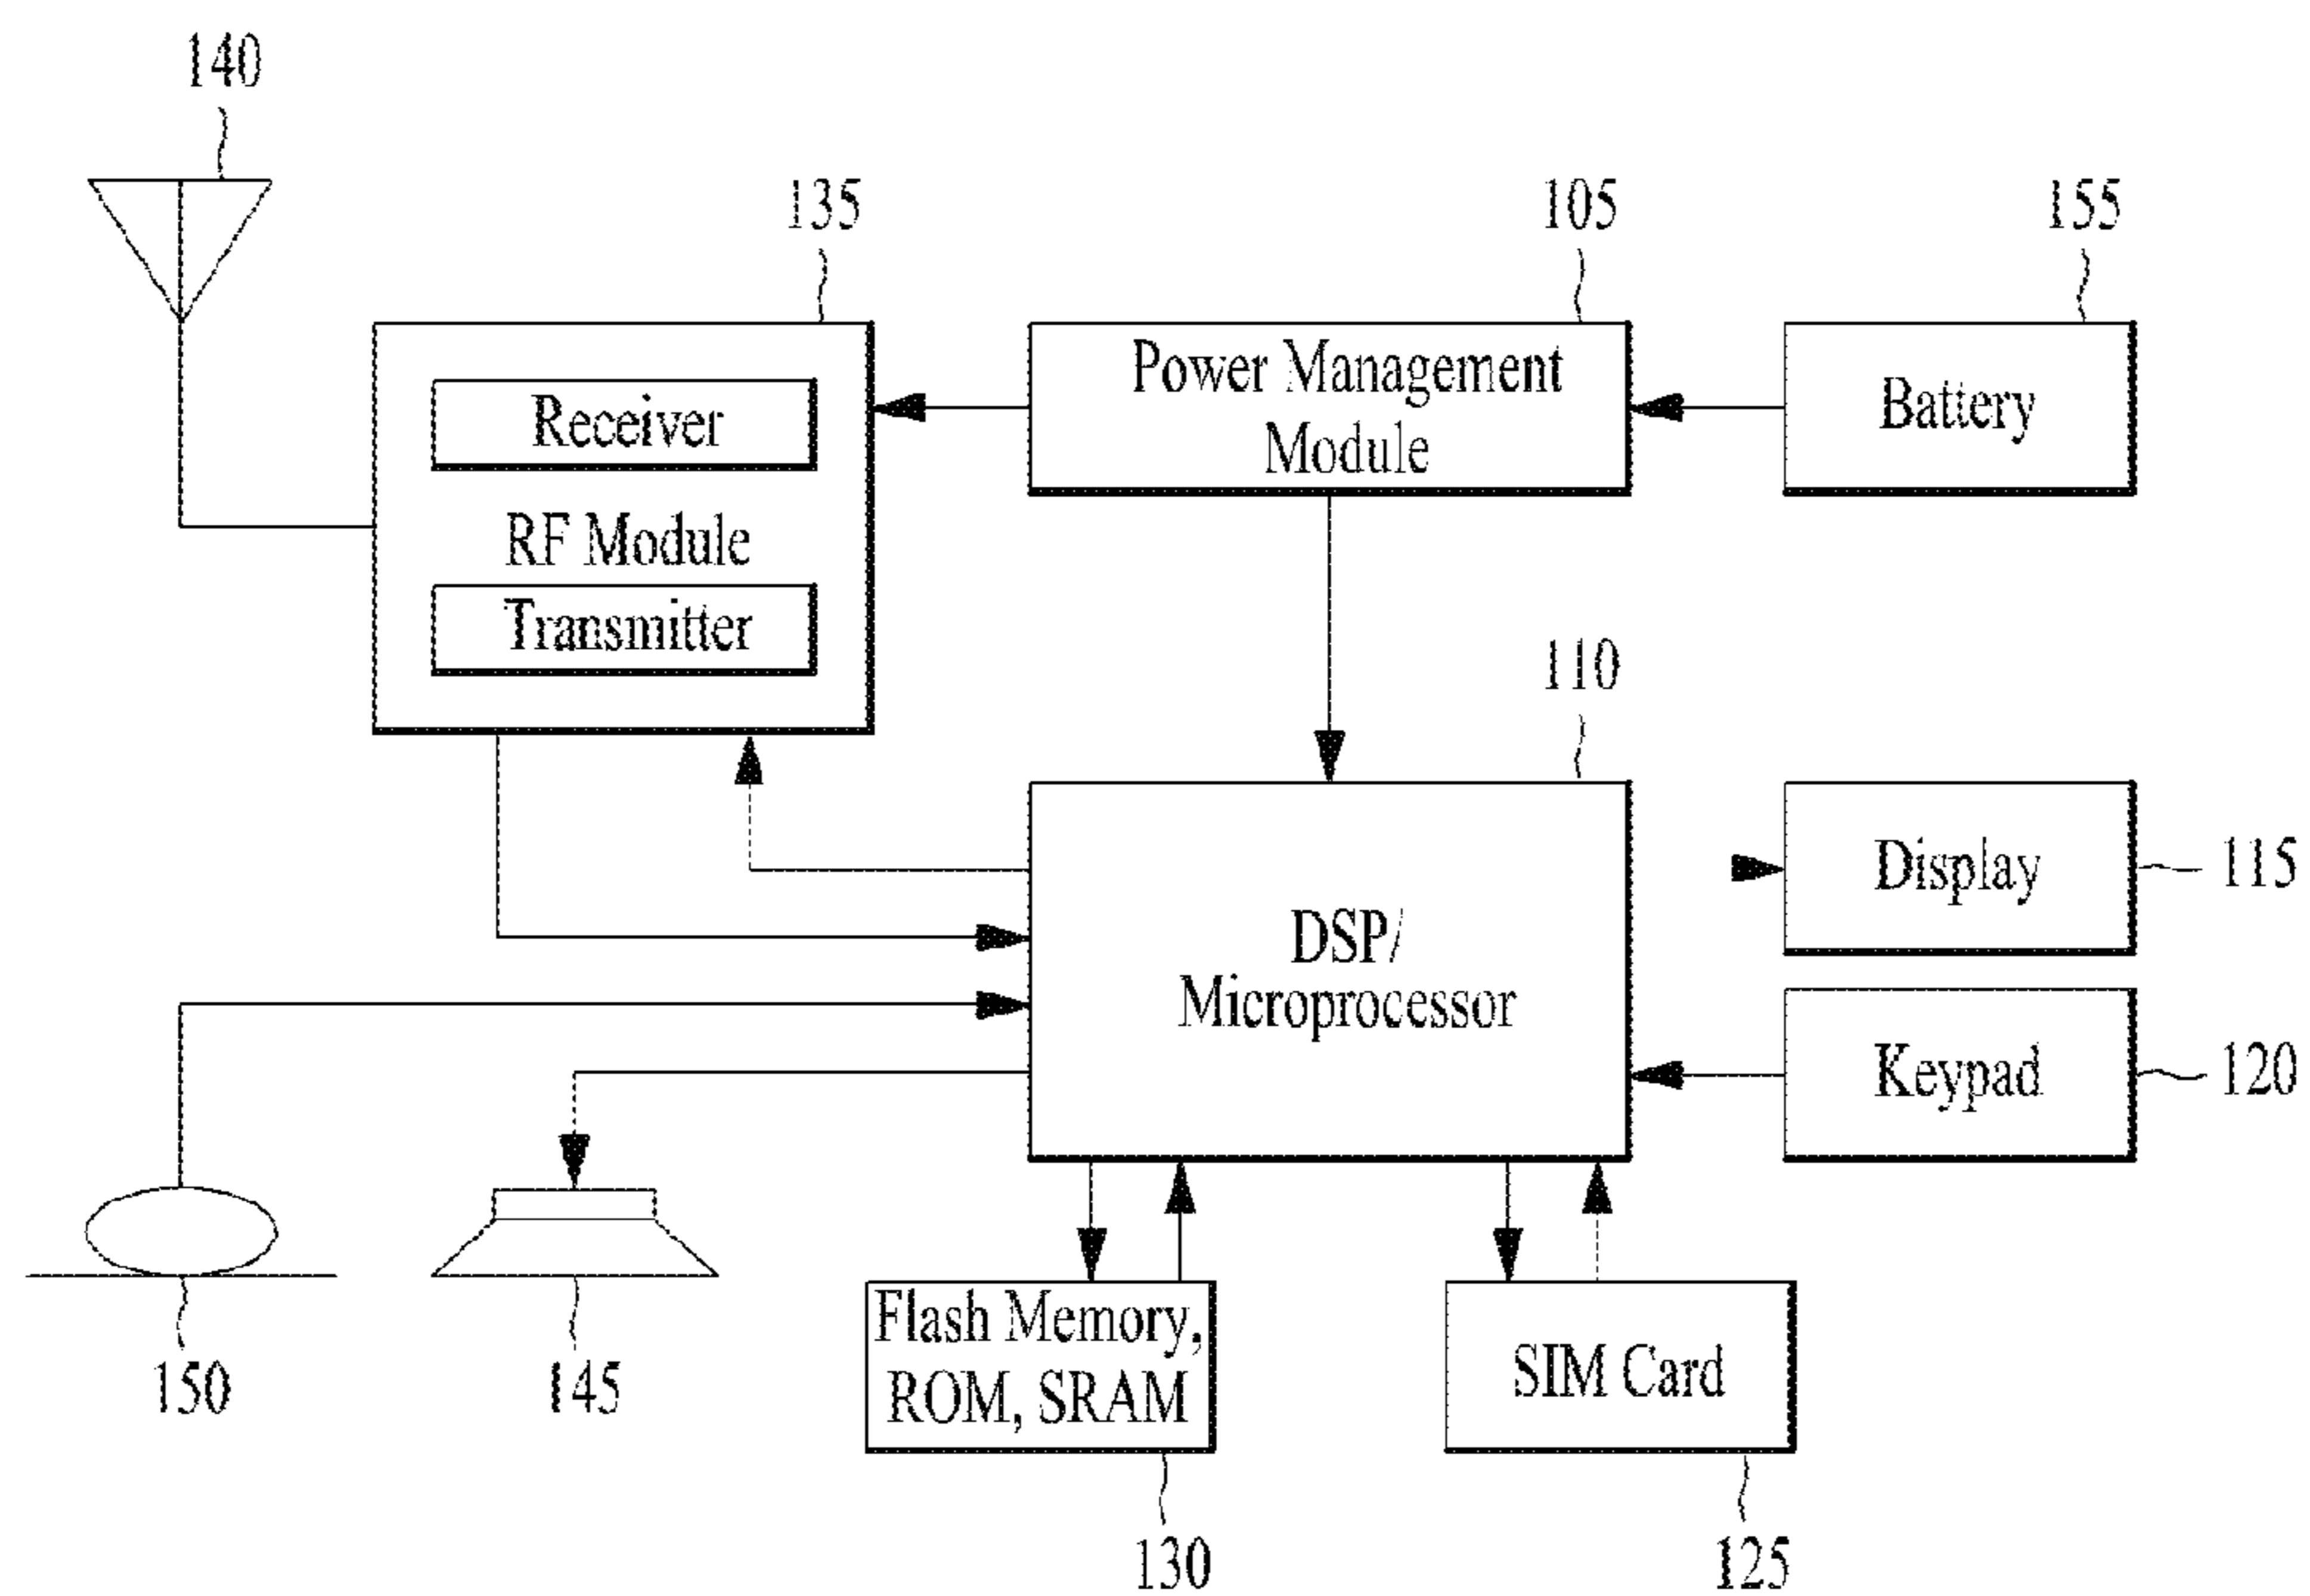 140
135
105
155
Receiver
RF Module
Transmitter
Power Management
Module
Battery
110
DSP/
Microprocessor
Display
115
Keypad
120
150
145
Flash Memory,
ROM, SRAM
SIM Card
130
125